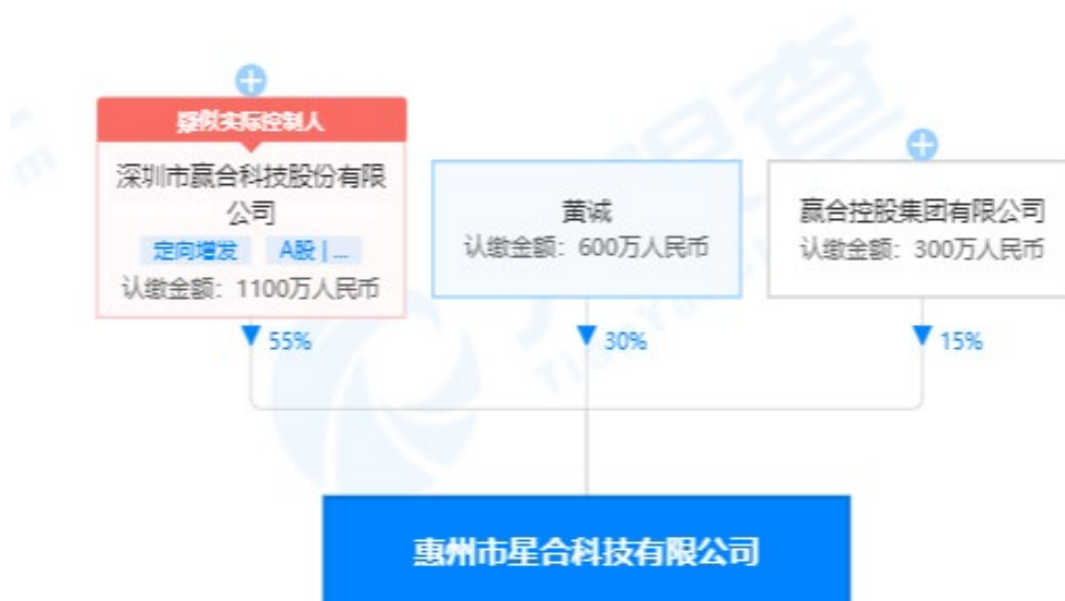 疑似实际控制人
深圳市赢合科技股份有限
公司
定向增发 A股 | ...
认缴金额：1100万人民币
黄诚
认缴金额：600万人民币
赢合控股集团有限公司
认缴金额：300万人民币
55%
30%
15%
惠州市星合科技有限公司